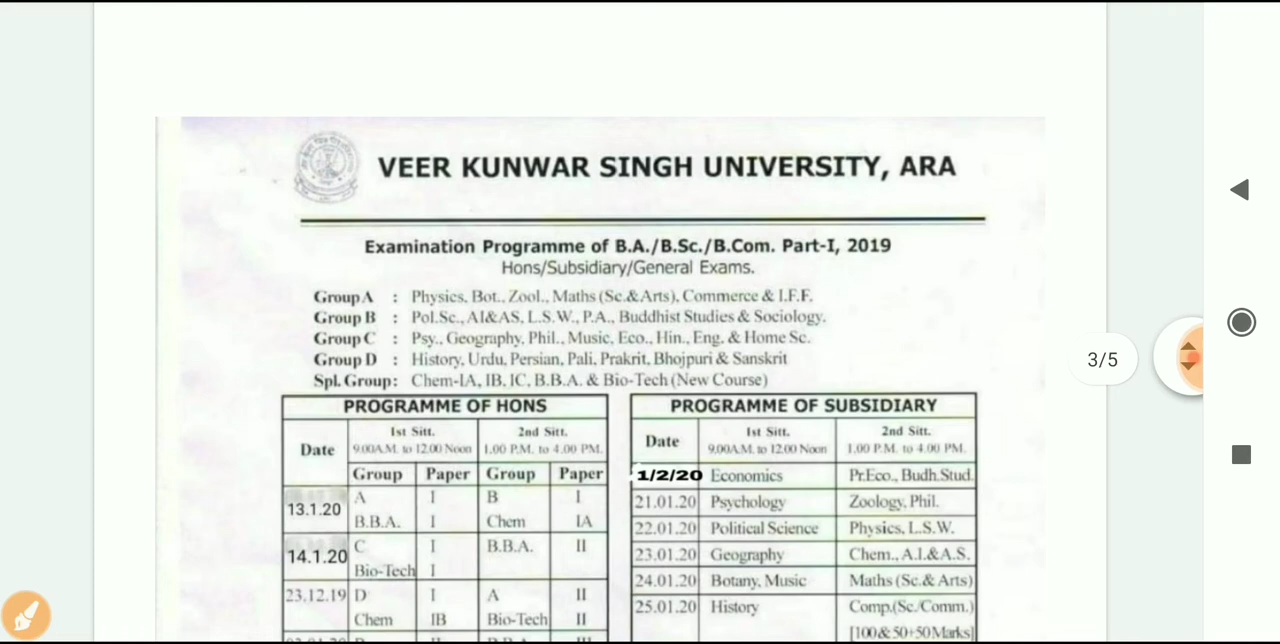 VEER KUNWAR SINGH UNIVERSITY, ARA
Examination Programme of B.A./B.Sc./B.Com. Part-I, 2019
Hons/Subsidiary/General Exams.
Group A : Physics, Bot., Zool., Maths (Sc.&Arts), Commerce & I.F.F.
Group B : Pol.Sc., AI&AS, L.S.W., P.A., Buddhist Studies & Sociology.
Group C : Psy., Geography, Phil., Music, Eco., Hin., Eng. & Home Sc.
Group D : History, Urdu, Persian, Pali, Prakrit, Bhojpuri & Sanskrit
Spl. Group: Chem-IA, IB, IC, B.B.A. & Bio-Tech (New Course)
3/5
PROGRAMME OF HONS
Date 1st Sitt. 2nd Sitt.
9.00A.M. to 12.00 Noon 1.00 P.M. to 4.00 PM.
Group Paper Group Paper
13.1.20 A I B I
B.B.A. I Chem IA
14.1.20 C I B.B.A. II
Bio-Tech I
23.12.19 D I A II
Chem IB Bio-Tech II
PROGRAMME OF SUBSIDIARY
Date 1st Sitt. 2nd Sitt.
9.00A.M. to 12.00 Noon 1.00 P.M. to 4.00 PM.
1/2/20 Economics Pr.Eco., Budh.Stud.
21.01.20 Psychology Zoology, Phil.
22.01.20 Political Science Physics, L.S.W.
23.01.20 Geography Chem., A.I.&A.S.
24.01.20 Botany, Music Maths (Sc.& Arts)
25.01.20 History Comp.(Sc/Comm.)
[100&50+50Marks]